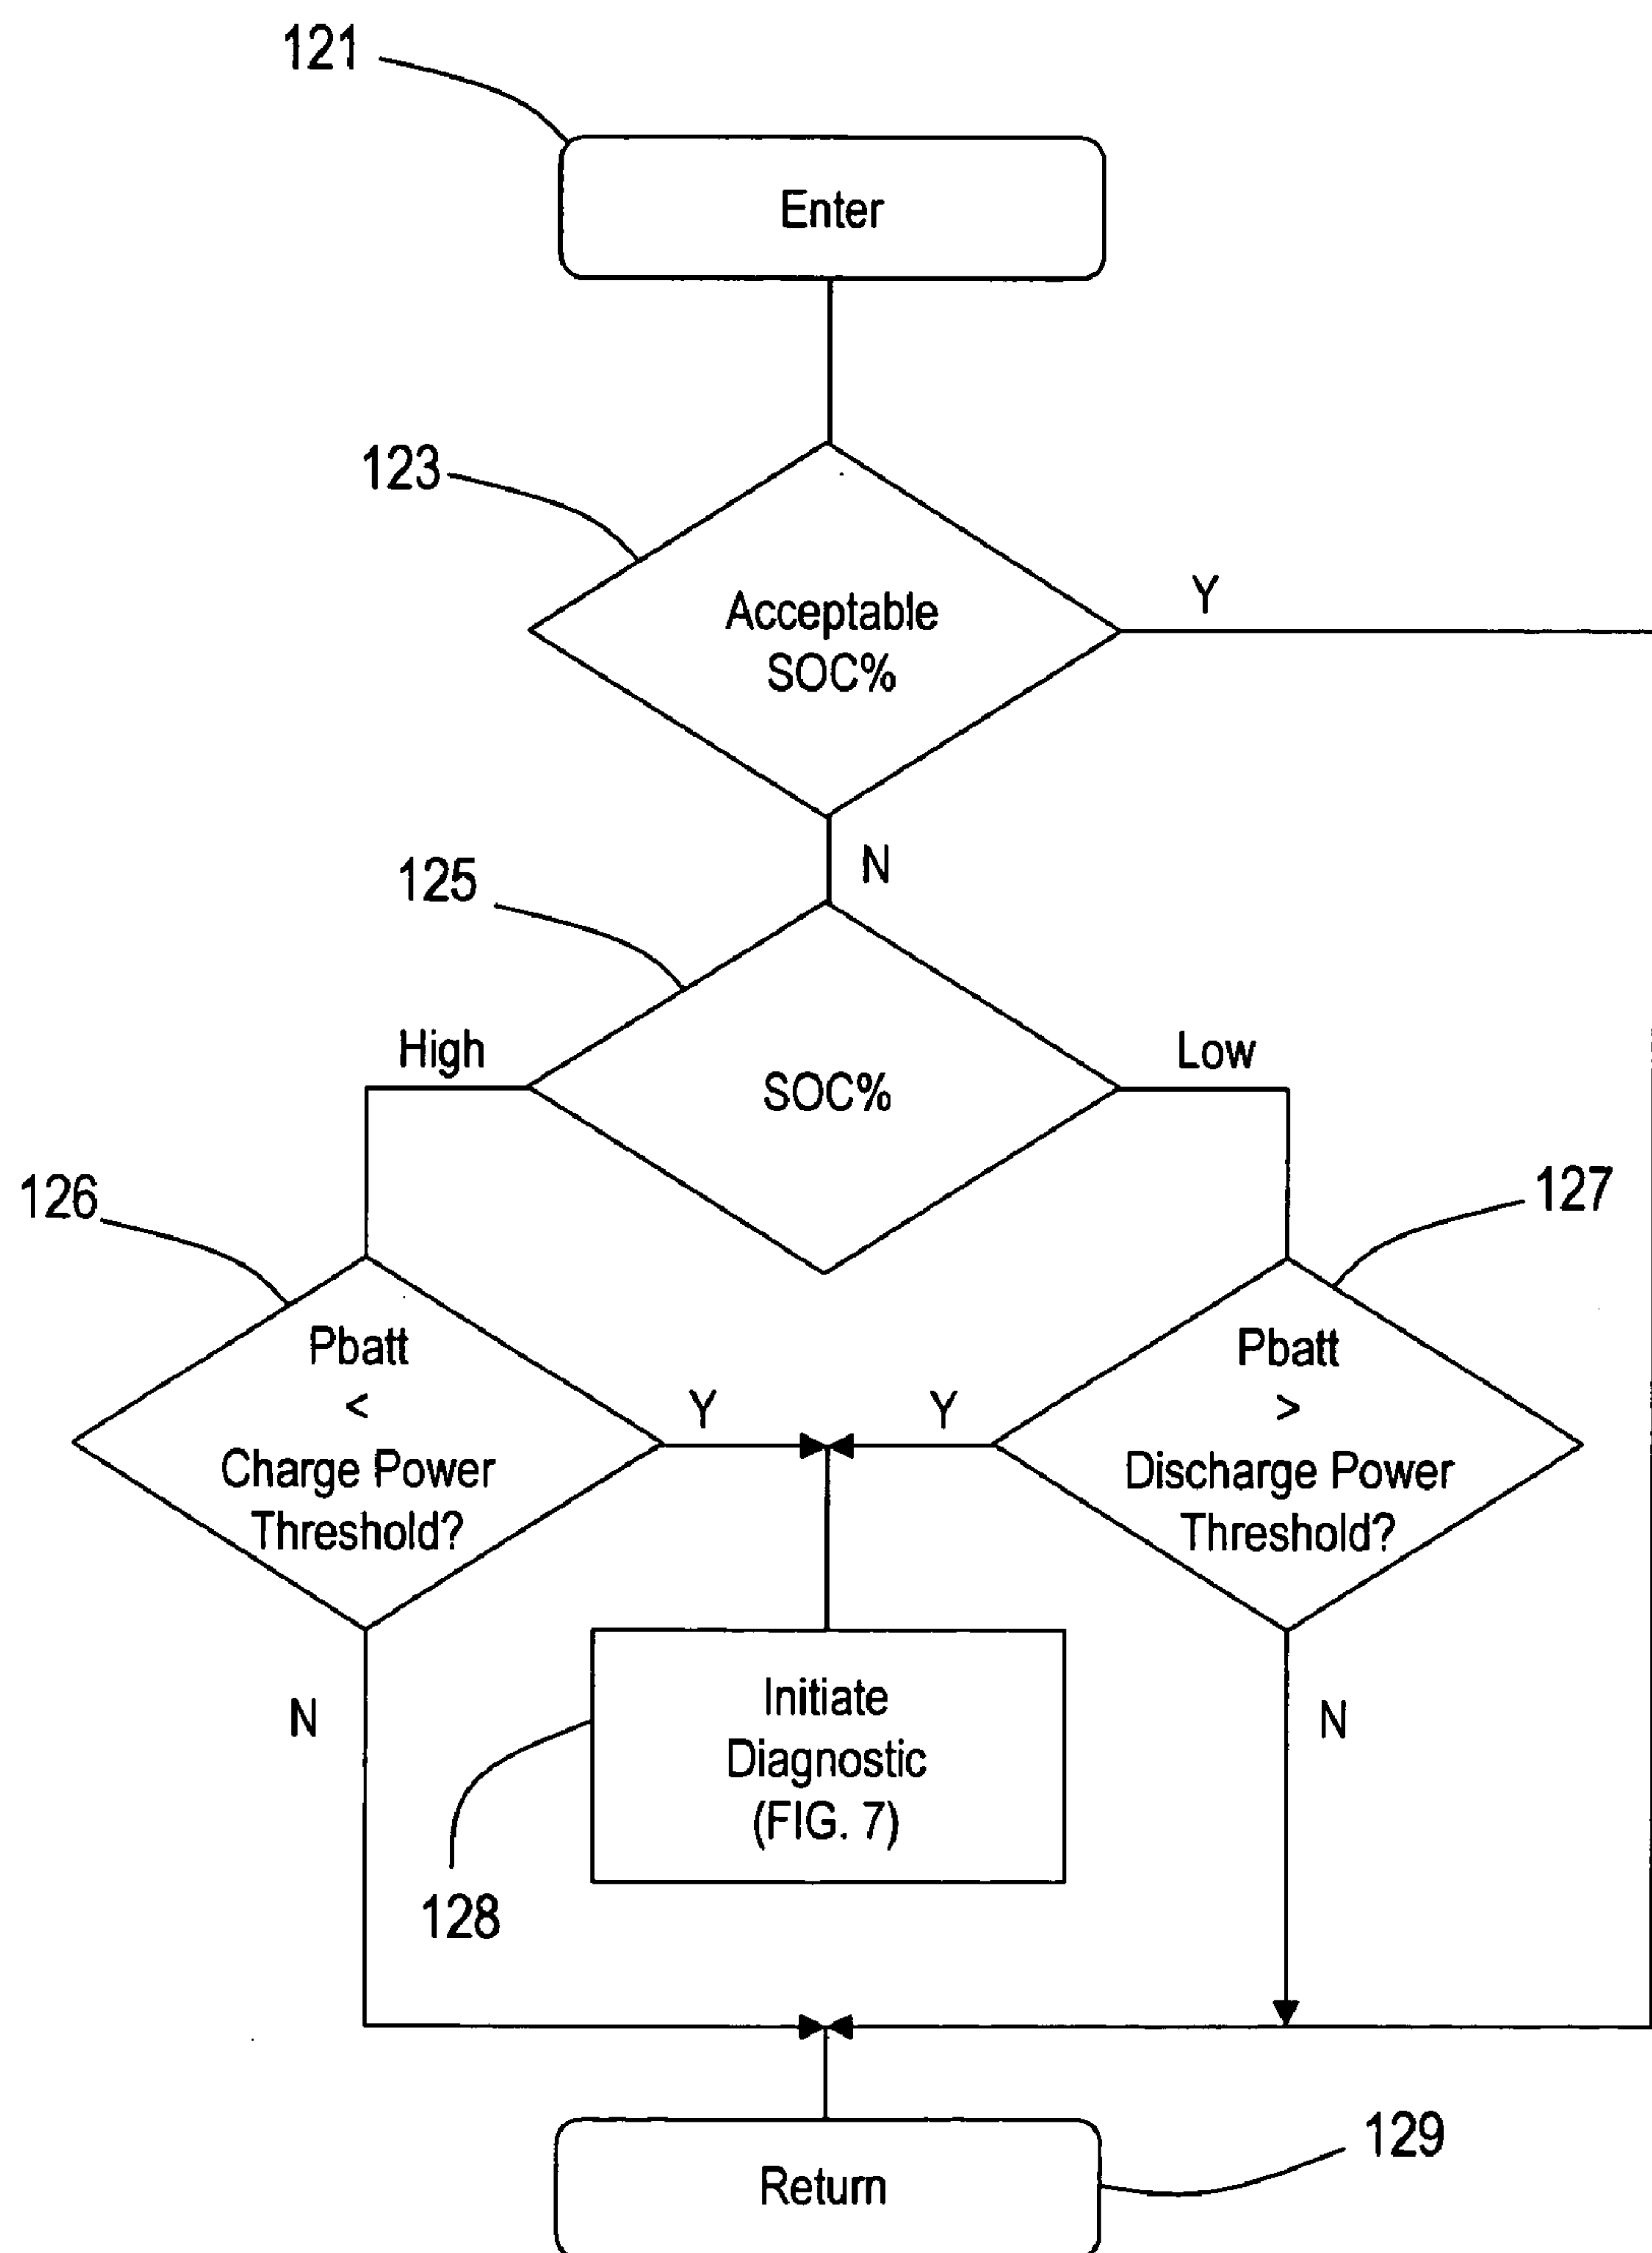 121
Enter
123
Acceptable
SOC%
Y
N
125
High
SOC%
Low
126
127
Pbatt
<
Charge Power
Threshold?
Y
Y
Pbatt
>
Discharge Power
Threshold?
N
Initiate
Diagnostic
(FIG. 7)
N
128
Return
129